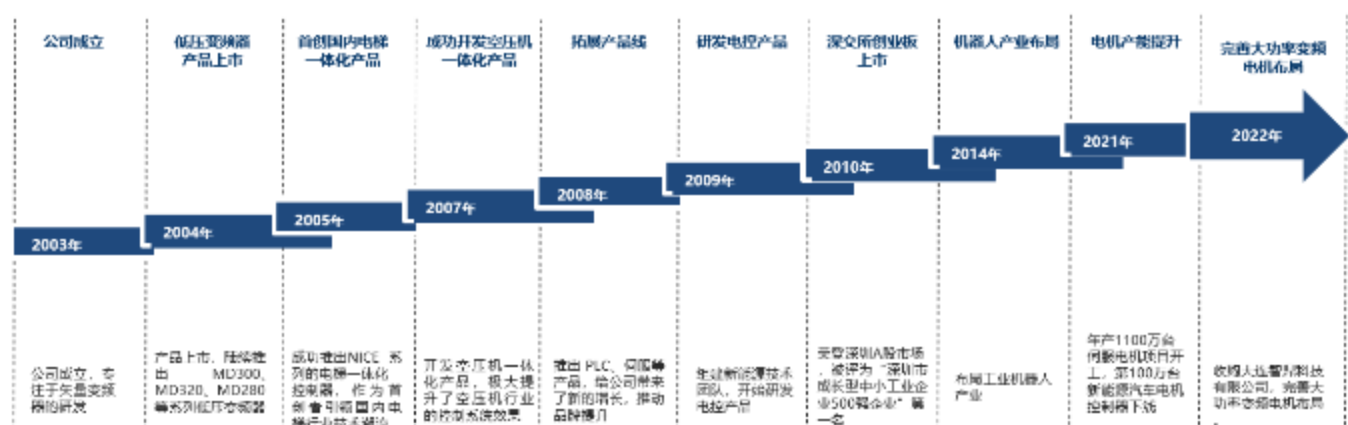 公司成立
低压变频器
产品上市
首创国内电梯
一体化产品
成功开发空压机
一体化产品
拓展产品线
研发电控产品
深交所创业板
上市
机器人产业布局
电机产能提升
完善大功率变频
电机布局
2003年
2004年
2005年
2007年
2008年
2009年
2010年
2014年
2021年
2022年
公司成立，专
注于矢量变频
器的研发
产品上市，陆续推
出 MD300、
MD320、MD280
等系列低压变频器
成功推出NICE 系
列的电梯一体化
控制器，作为首
创者引领国内电
梯行业技术潮流
开发空压机一体
化产品，极大提
升了空压机行业
的控制系统效果
推出 PLC、伺服等
产品，给公司带来
了新的增长，推动
品牌提升
组建新能源技术
团队，开始研发
电控产品
天登深圳A股市场
，被评为“深圳市
成长型中小工业企
业500强企业”第
一名
布局工业机器人
产业
年产1100万台
伺服电机项目开
工，第100万台
新能源汽车电机
控制器下线
收购大连智鼎科技
有限公司，完善大
功率变频电机布局
。